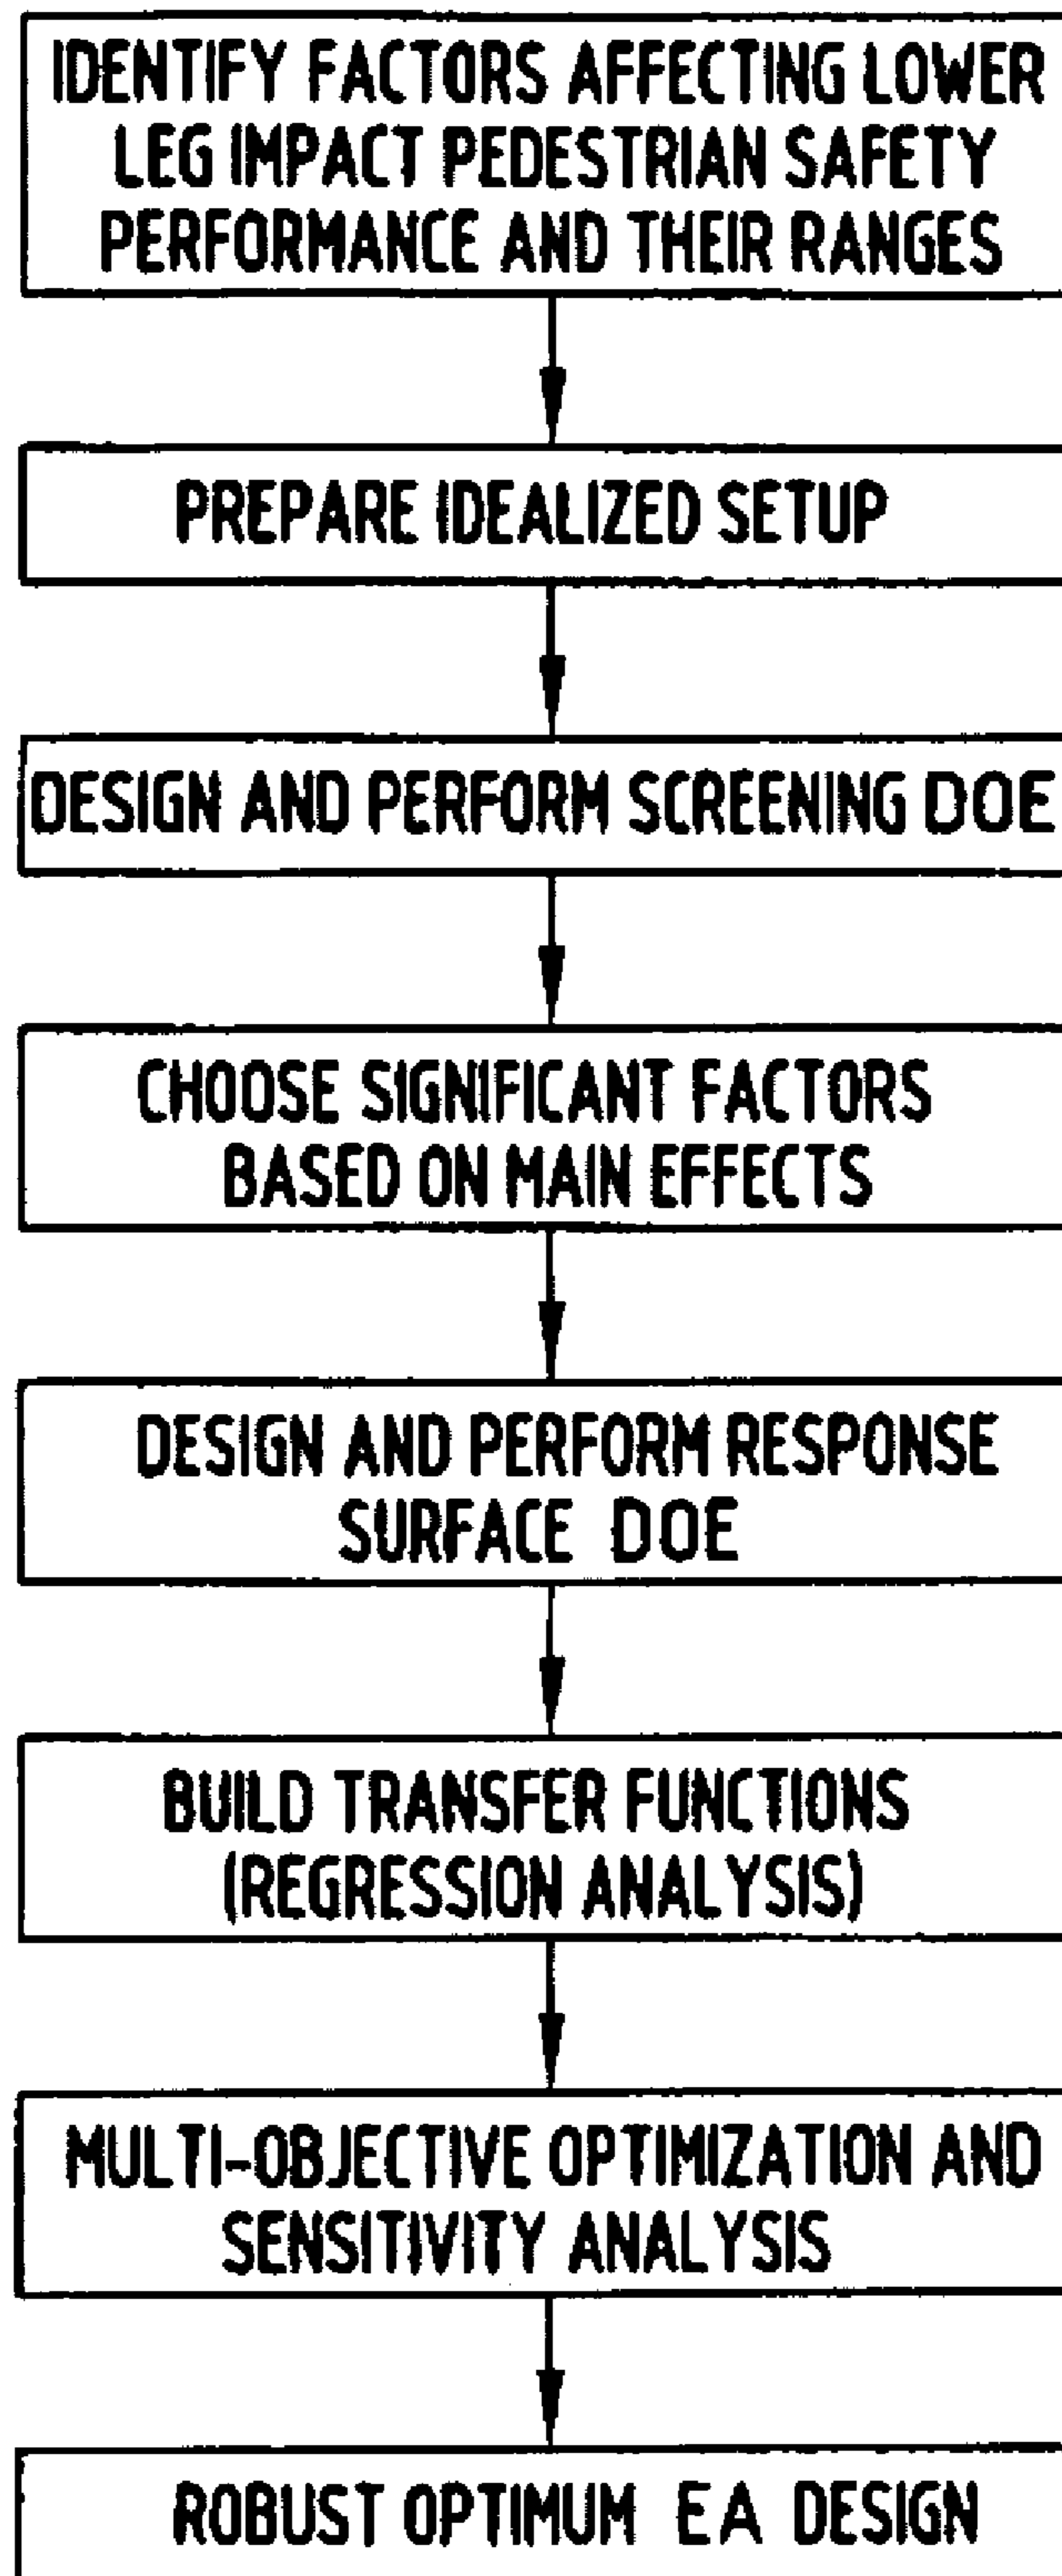 IDENTIFY FACTORS AFFECTING LOWER
LEG IMPACT PEDESTRIAN SAFETY
PERFORMANCE AND THEIR RANGES
PREPARE IDEALIZED SETUP
DESIGN AND PERFORM SCREENING DOE
CHOOSE SIGNIFICANT FACTORS
BASED ON MAIN EFFECTS
DESIGN AND PERFORM RESPONSE
SURFACE DOE
BUILD TRANSFER FUNCTIONS
(REGRESSION ANALYSIS)
MULTI-OBJECTIVE OPTIMIZATION AND
SENSITIVITY ANALYSIS
ROBUST OPTIMUM EA DESIGN